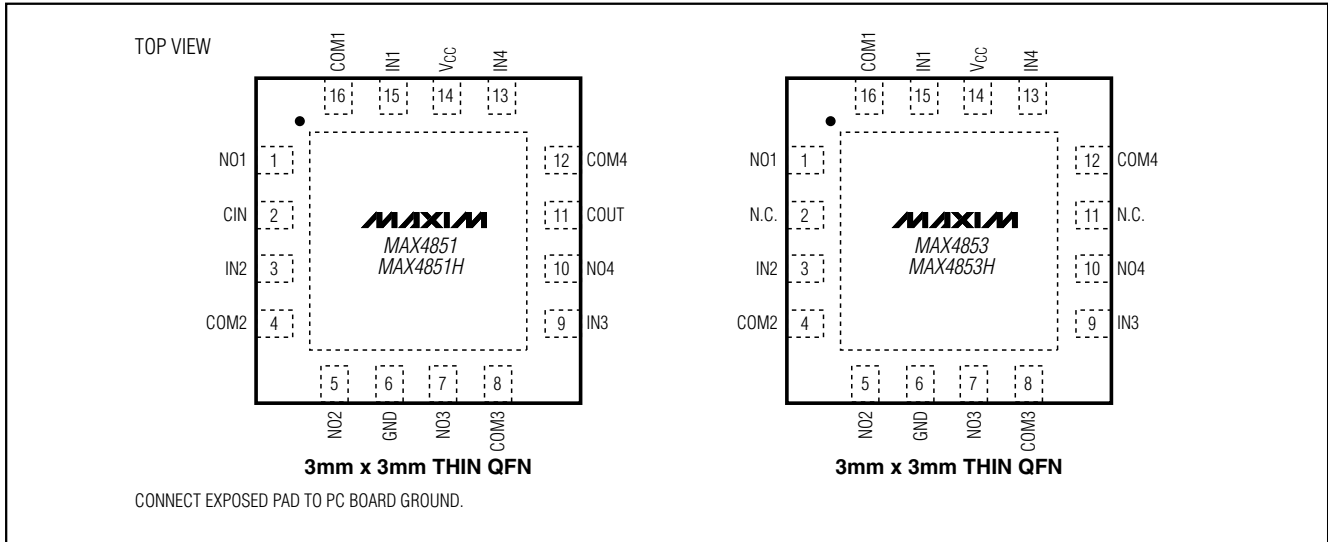 TOP VIEW
COM1
IN1
VCC
IN4
16
15
14
13
NO1
1
CIN
2
IN2
3
COM2
4
12
COM4
11
COUT
10
NO4
9
IN3
MAXIM
MAX4851
MAX4851H
5
6
7
8
NO2
GND
NO3
COM3
3mm x 3mm THIN QFN
COM1
IN1
VCC
IN4
16
15
14
13
NO1
1
N.C.
2
IN2
3
COM2
4
12
COM4
11
N.C.
10
NO4
9
IN3
MAXIM
MAX4853
MAX4853H
5
6
7
8
NO2
GND
NO3
COM3
3mm x 3mm THIN QFN
CONNECT EXPOSED PAD TO PC BOARD GROUND.